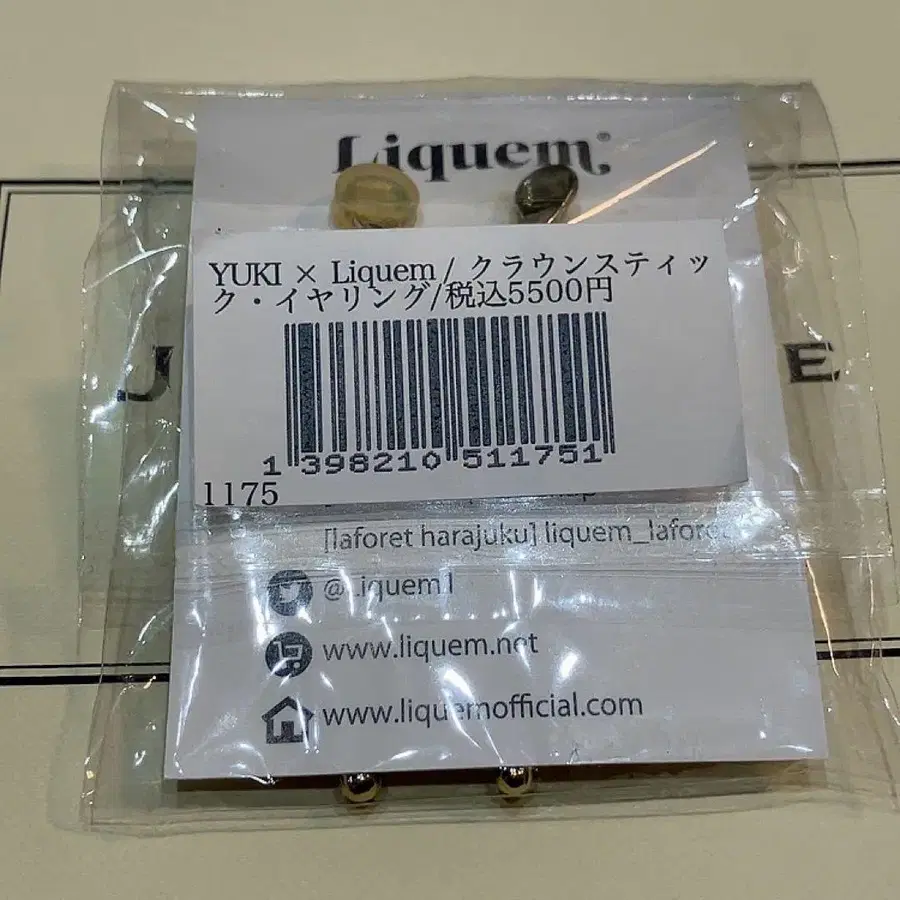 Liquem®
YUKI × Liquem / クラウンスティッ
ク・イヤリング/税込5500円
1 398210 511751
1175
[laforet harajuku] liquem_laforet
@Liquem1
www.liquem.net
www.liquemofficial.com
J
E